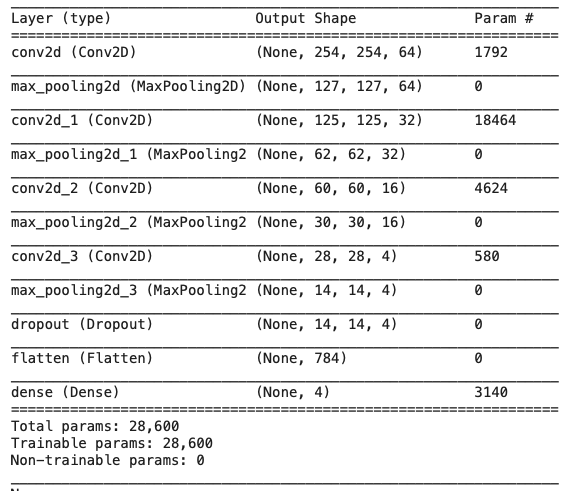 Layer (type) Output Shape Param #
=================================================================
conv2d (Conv2D) (None, 254, 254, 64) 1792
max_pooling2d (MaxPooling2D) (None, 127, 127, 64) 0
conv2d_1 (Conv2D) (None, 125, 125, 32) 18464
max_pooling2d_1 (MaxPooling2 (None, 62, 62, 32) 0
conv2d_2 (Conv2D) (None, 60, 60, 16) 4624
max_pooling2d_2 (MaxPooling2 (None, 30, 30, 16) 0
conv2d_3 (Conv2D) (None, 28, 28, 4) 580
max_pooling2d_3 (MaxPooling2 (None, 14, 14, 4) 0
dropout (Dropout) (None, 14, 14, 4) 0
flatten (Flatten) (None, 784) 0
dense (Dense) (None, 4) 3140
=================================================================
Total params: 28,600
Trainable params: 28,600
Non-trainable params: 0